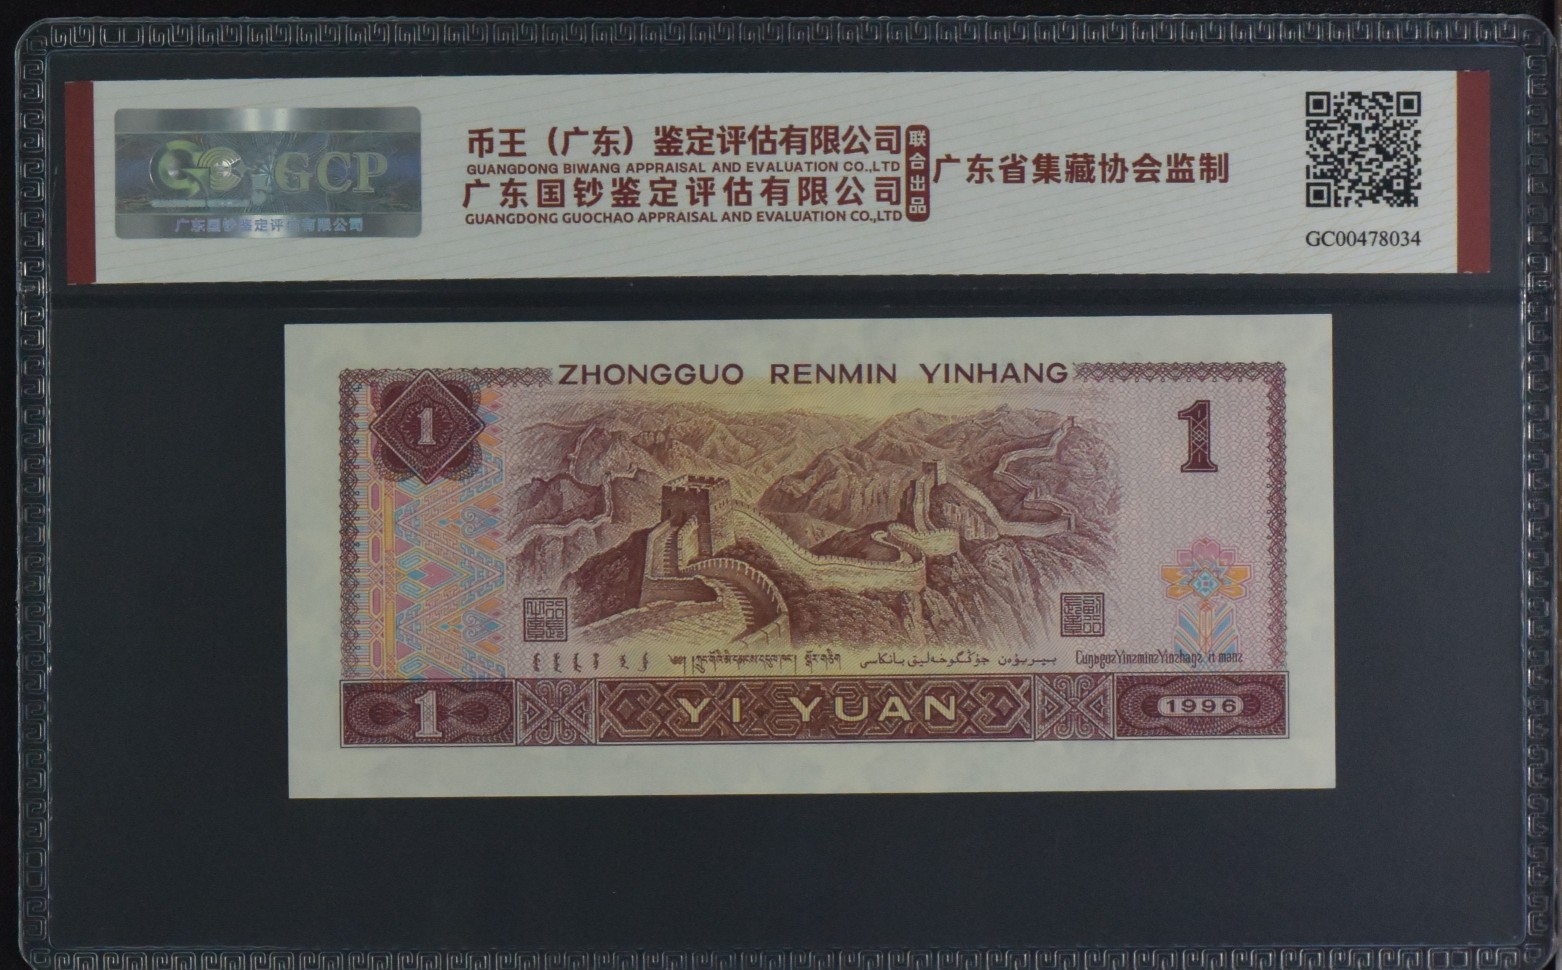 GCP
广东国钞鉴定评估有限公司
币王（广东）鉴定评估有限公司
GUANGDONG BIWANG APPRAISAL AND EVALUATION CO.,LTD
广东国钞鉴定评估有限公司
GUANGDONG GUOCHAO APPRAISAL AND EVALUATION CO.,LTD
联合出品
广东省集藏协会监制
GC00478034
ZHONGGUO RENMIN YINHANG
1
1
1
YI YUAN
1996